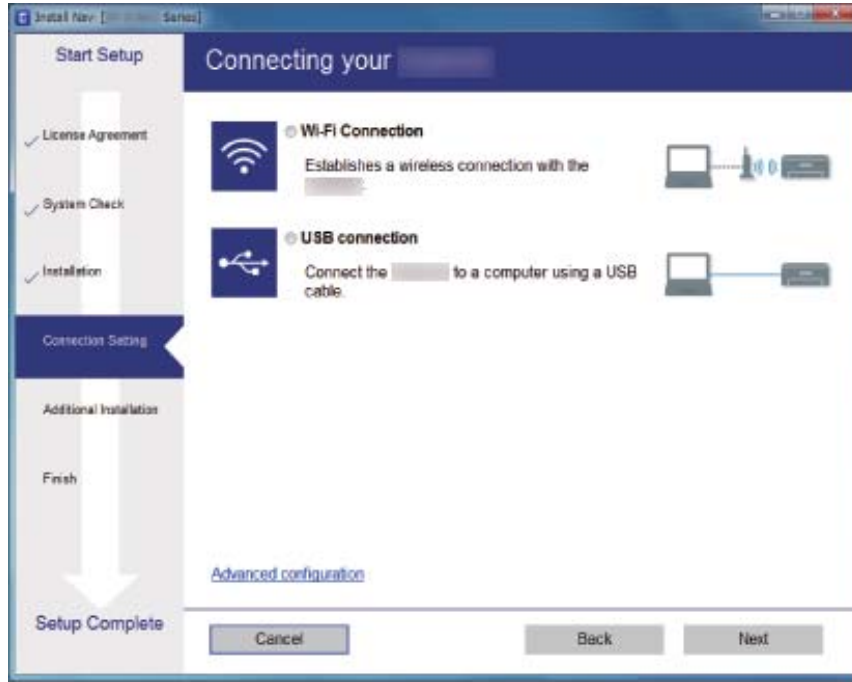 Install Navi [ Series]
Start Setup
License Agreement
System Check
Installation
Connection Setting
Additional Installation
Finish
Setup Complete
Connecting your
Wi-Fi Connection
Establishes a wireless connection with the
.
USB connection
Connect the to a computer using a USB
cable.
Advanced configuration
Cancel
Back
Next